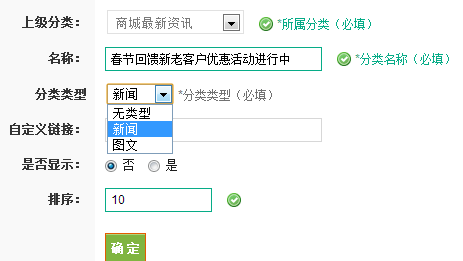 上级分类： 商城最新资讯 *所属分类（必填）
名称： 春节回馈新老客户优惠活动进行中 *分类名称（必填）
分类类型 新闻 *分类类型（必填）
无类型
新闻
自定义链接：
图文
是否显示： 否 是
排序： 10
确定